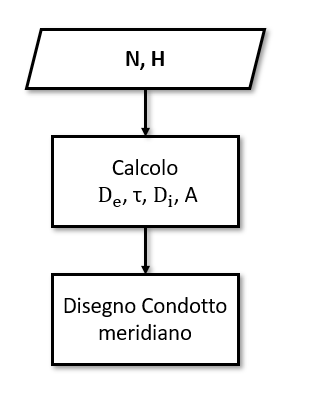 N, H
Calcolo
Dₑ, τ, Dᵢ, A
Disegno Condotto
meridiano